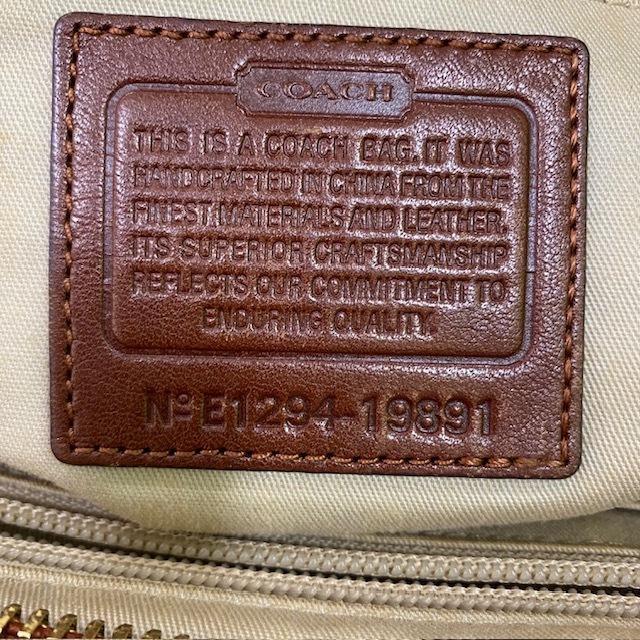 COACH
THIS IS A COACH BAG. IT WAS
HANDCRAFTED IN CHINA FROM THE
FINEST MATERIALS AND LEATHER.
ITS SUPERIOR CRAFTSMANSHIP
REFLECTS OUR COMMITMENT TO
ENDURING QUALITY.
Nº E1294-19891